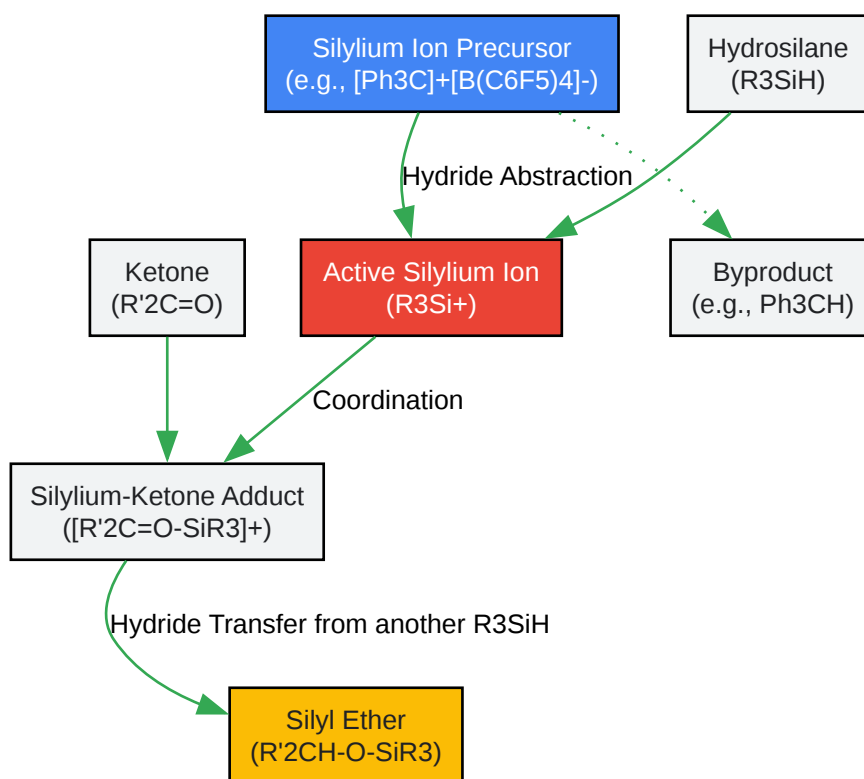 Silylium Ion Precursor
(e.g., [Ph3C]+[B(C6F5)4]-)
Hydrosilane
(R3SiH)
Hydride Abstraction
Ketone
(R'2C=O)
Active Silylium Ion
(R3Si+)
Byproduct
(e.g., Ph3CH)
Coordination
Silylium-Ketone Adduct
([R'2C=O-SiR3]+)
Hydride Transfer from another R3SiH
Silyl Ether
(R'2CH-O-SiR3)